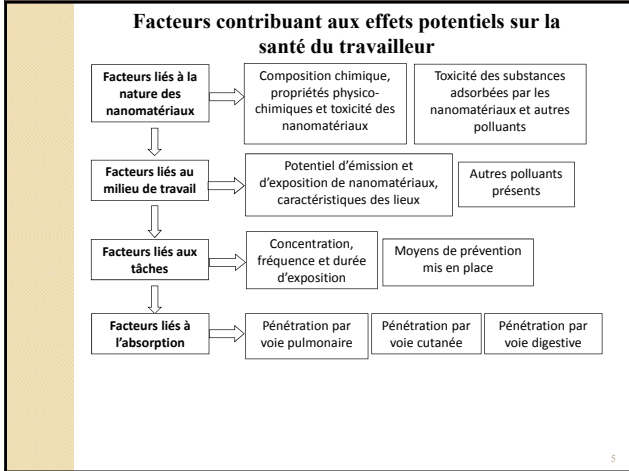 Facteurs contribuant aux effets potentiels sur la
santé du travailleur
Facteurs liés à la
nature des
nanomatériaux
Composition chimique,
propriétés physico-
chimiques et toxicité des
nanomatériaux
Toxicité des substances
adsorbées par les
nanomatériaux et autres
polluants
Facteurs liés au
milieu de travail
Potentiel d'émission et
d'exposition de nanomatériaux,
caractéristiques des lieux
Autres polluants
présents
Facteurs liés aux
tâches
Concentration,
fréquence et durée
d'exposition
Moyens de prévention
mis en place
Facteurs liés à
l'absorption
Pénétration par
voie pulmonaire
Pénétration par
voie cutanée
Pénétration par
voie digestive
5